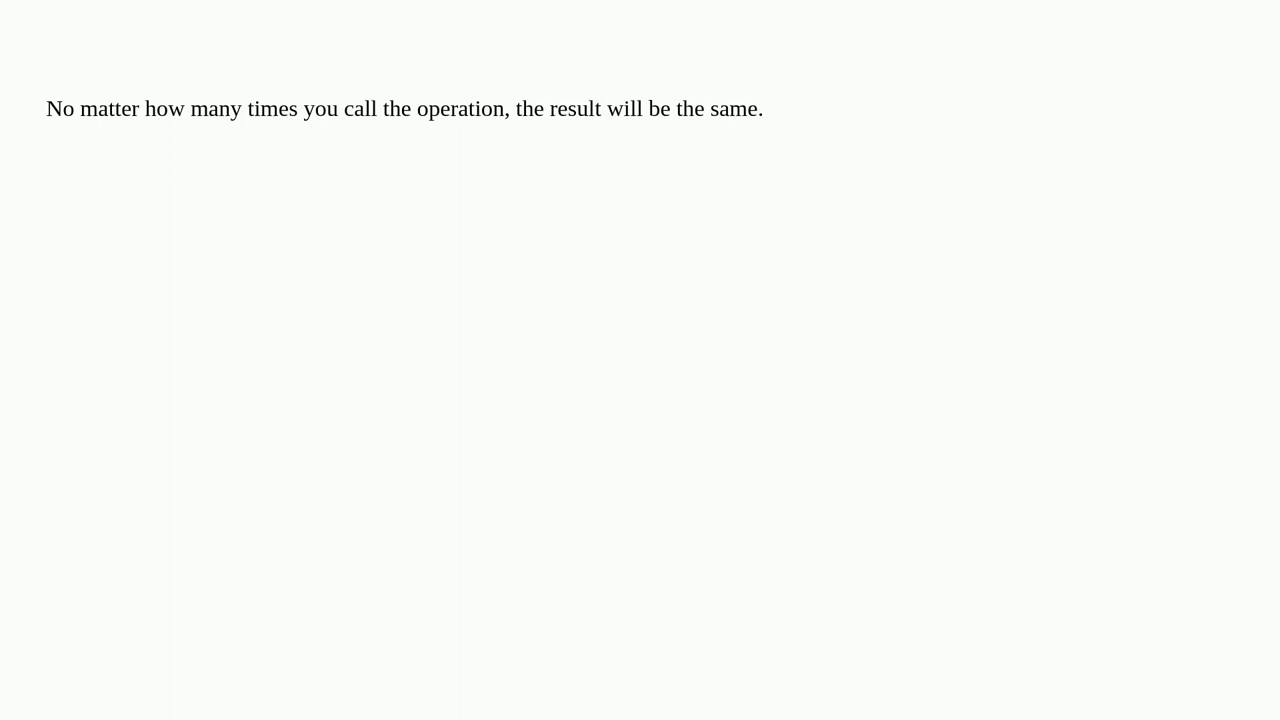 No matter how many times you call the operation, the result will be the same.